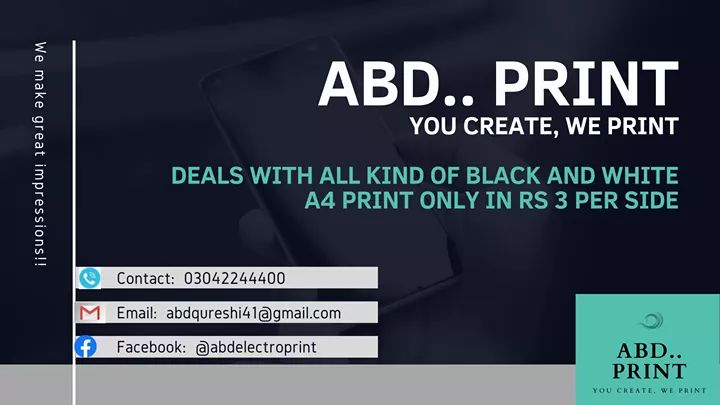 We make great impressions!!
ABD.. PRINT
YOU CREATE, WE PRINT
DEALS WITH ALL KIND OF BLACK AND WHITE
A4 PRINT ONLY IN RS 3 PER SIDE
Contact: 03042244400
Email: abdqureshi41@gmail.com
Facebook: @abdelectroprint
ABD..
PRINT
YOU CREATE, WE PRINT